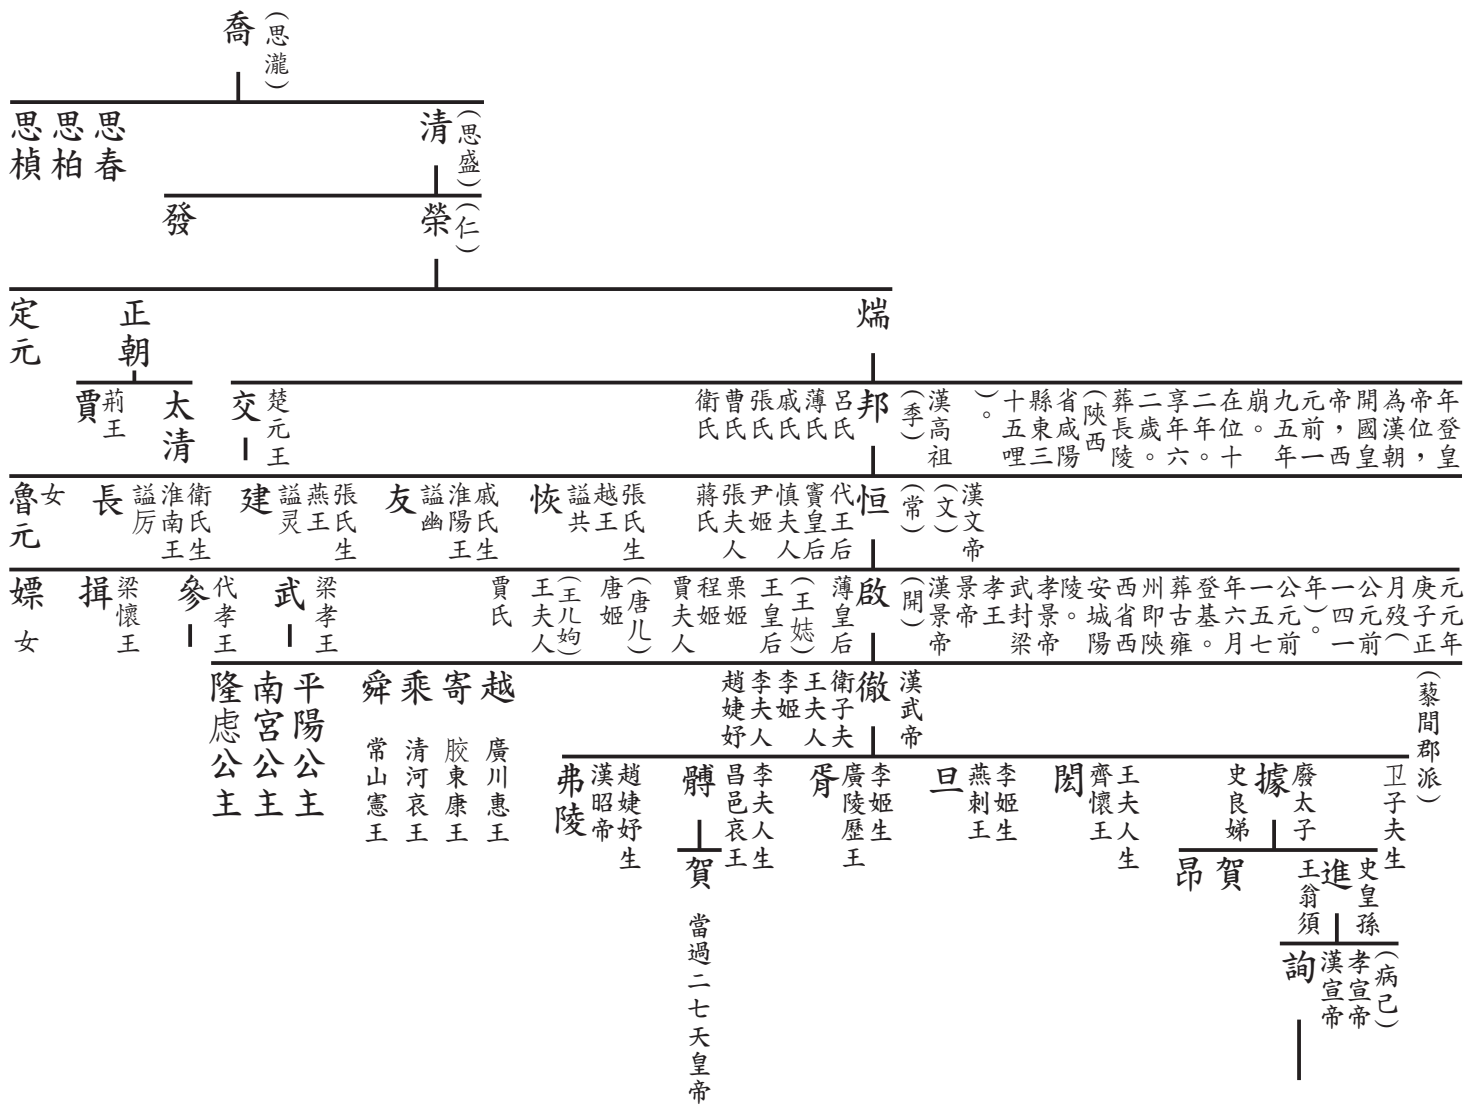 (思瀧)
喬
(思盛)
清
思春
思柏
思楨
(仁)
榮
發
煓
正朝
定元
年登皇
帝位，
為漢朝
開國皇
帝，西
元前一
九五年
崩。
在位十
二年。
享年六
二歲。
葬長陵
(陝西
省咸陽
縣東三
十五哩
)。
漢高祖
(季)
邦
呂氏
薄氏
戚氏
張氏
曹氏
衛氏
楚元王
交
太清
荊王
賈
漢文帝
(文)
(常)
恒
代王后
竇皇后
慎夫人
尹姬
張夫人
蔣氏
張氏生
越王
謚共
恢
戚氏生
淮陽王
謚幽
友
張氏生
燕王
謚灵
建
衛氏生
淮南王
謚厉
長
女
魯元
元元年
庚子正
月歿(
公元前
一四一
年)。
公元前
一五七
年六月
登基。
葬古雍
州即陝
西省西
安城陽
陵。
孝景帝
武封梁
孝王
景帝
漢景帝
(開)
啟
薄皇后
(王娡)
王皇后
栗姬
程姬
賈夫人
(唐儿)
唐姬
(王儿姁)
王夫人
賈氏
梁孝王
武
代孝王
參
梁懷王
揖
嫖 女
(藜間郡派)
漢武帝
徹
衛子夫
王夫人
李姬
李夫人
趙婕妤
越 廣川惠王
寄 胶東康王
乘 清河哀王
舜 常山憲王
平陽公主
南宮公主
隆虑公主
卫子夫生
廢太子
據
史良娣
王夫人生
齊懷王
閎
李姬生
燕刺王
旦
李姬生
廣陵歷王
胥
李夫人生
昌邑哀王
髆
趙婕妤生
漢昭帝
弗陵
史皇孫
進
王翁須
賀
昂
賀 當過二七天皇帝
(病己)
孝宣帝
漢宣帝
詢